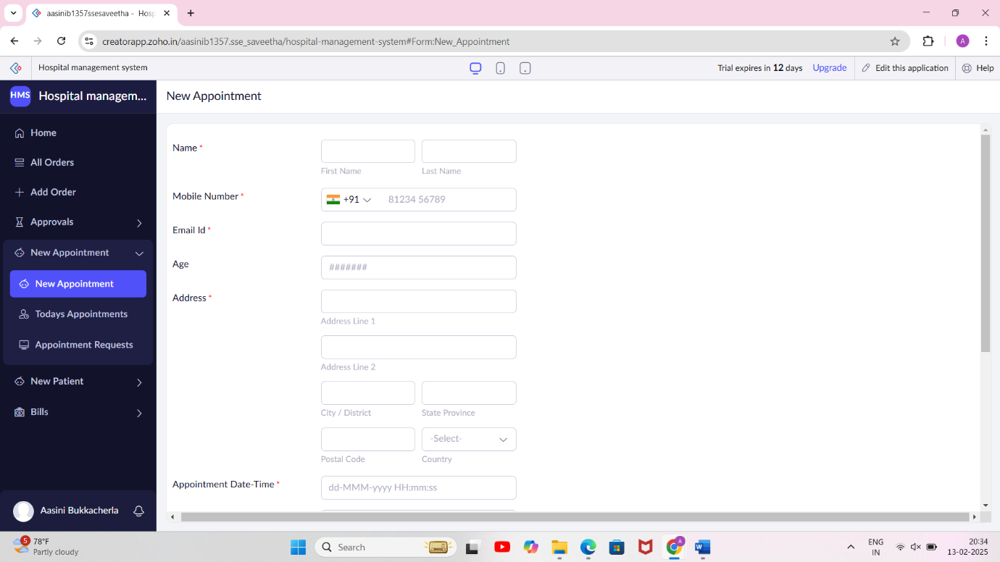 aasinib1357ssesaveetha - Hosp
creatorapp.zoho.in/aasinib1357.sse_saveetha/hospital-management-system#Form:New_Appointment
A
Hospital management system
Trial expires in 12 days Upgrade
Edit this application
Help
HMS Hospital managem...
New Appointment
Home
All Orders
Add Order
Approvals
New Appointment
New Appointment
Todays Appointments
Appointment Requests
New Patient
Bills
Aasini Bukkacherla
Name *
First Name
Last Name
Mobile Number *
+91
81234 56789
Email Id *
Age
#######
Address *
Address Line 1
Address Line 2
City / District
State Province
-Select-
Postal Code
Country
Appointment Date-Time *
dd-MMM-yyyy HH:mm:ss
5
78°F
Partly cloudy
Search
A
W
ENG
IN
20:34
13-02-2025